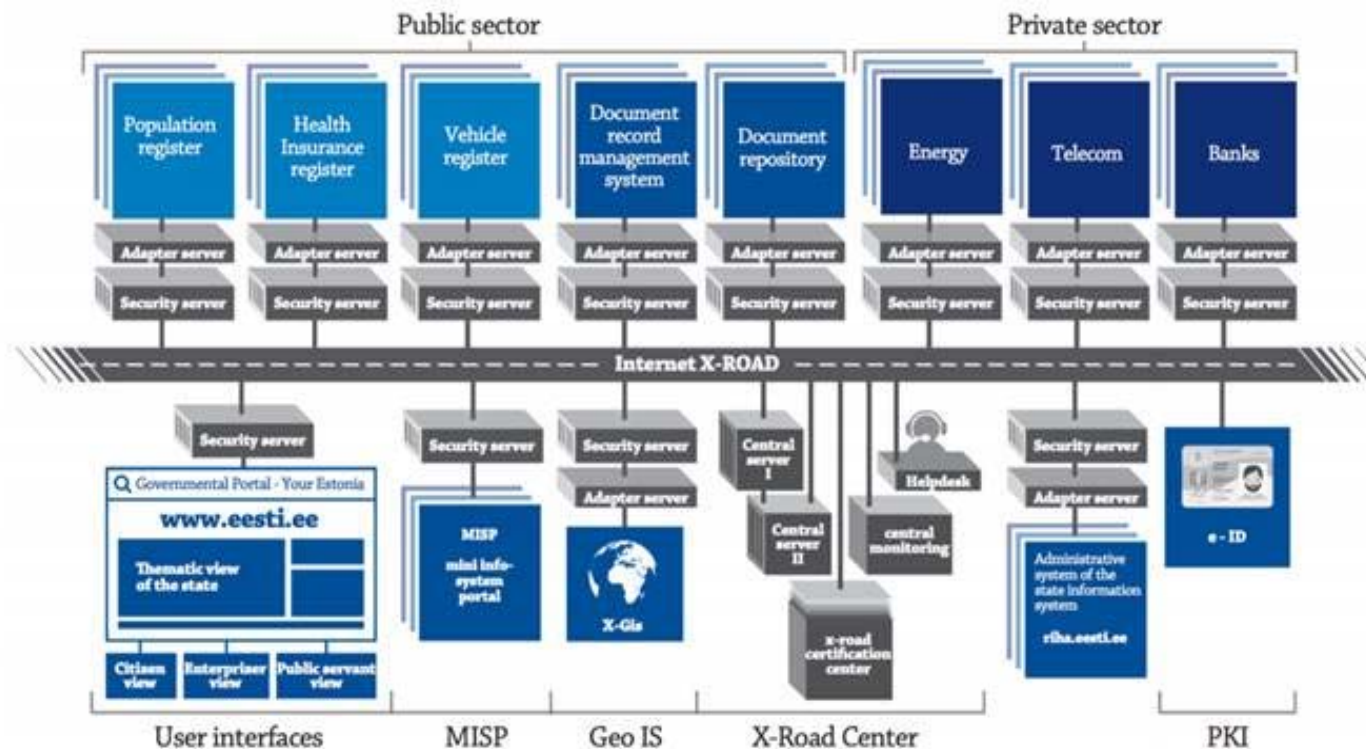 Public sector
Private sector
Population
register
Health
Insurance
register
Vehicle
register
Document
record
management
system
Document
repository
Energy
Telecom
Banks
Adapter server
Adapter server
Adapter server
Adapter server
Adapter server
Adapter server
Adapter server
Adapter server
Security server
Security server
Security server
Security server
Security server
Security server
Security server
Security server
Internet X-ROAD
Security server
Governmental Portal - Your Estonia
www.eesti.ee
Thematic view
of the state
Citizen
view
Enterpriser
view
Public servant
view
Security server
MISP
mini info-
system
portal
Security server
Adapter server
X-Gis
Central
server
I
Central
server
II
x-road
certification
center
central
monitoring
Helpdesk
Security server
Adapter server
Administrative
system of the
state information
system
riha.eesti.ee
e - ID
User interfaces
MISP
Geo IS
X-Road Center
PKI